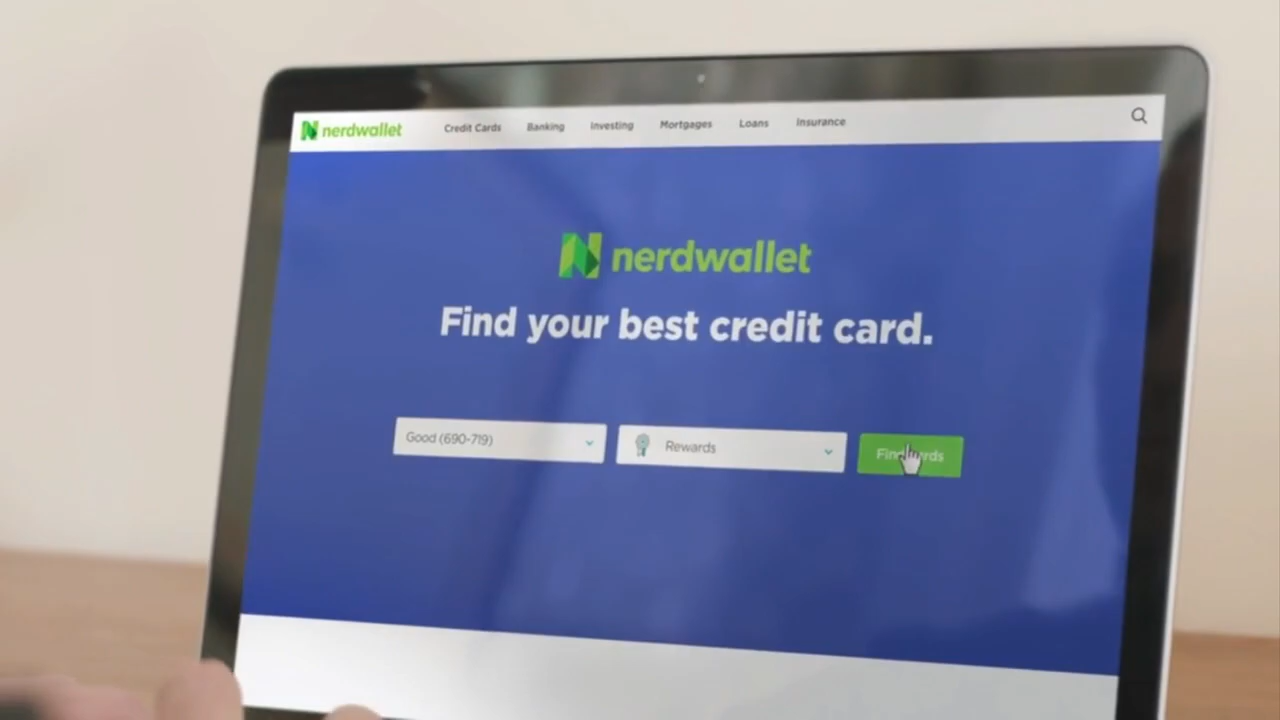 nerdwallet Credit Cards Banking Investing Mortgages Loans Insurance
nerdwallet
Find your best credit card.
Good (690-719) Rewards